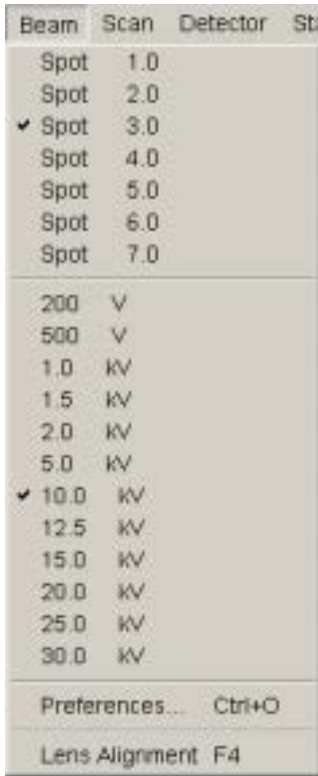 Beam Scan Detector St
Spot 1.0
Spot 2.0
✔ Spot 3.0
Spot 4.0
Spot 5.0
Spot 6.0
Spot 7.0
200 V
500 V
1.0 kV
1.5 kV
2.0 kV
5.0 kV
✔ 10.0 kV
12.5 kV
15.0 kV
20.0 kV
25.0 kV
30.0 kV
Preferences... Ctrl+O
Lens Alignment F4